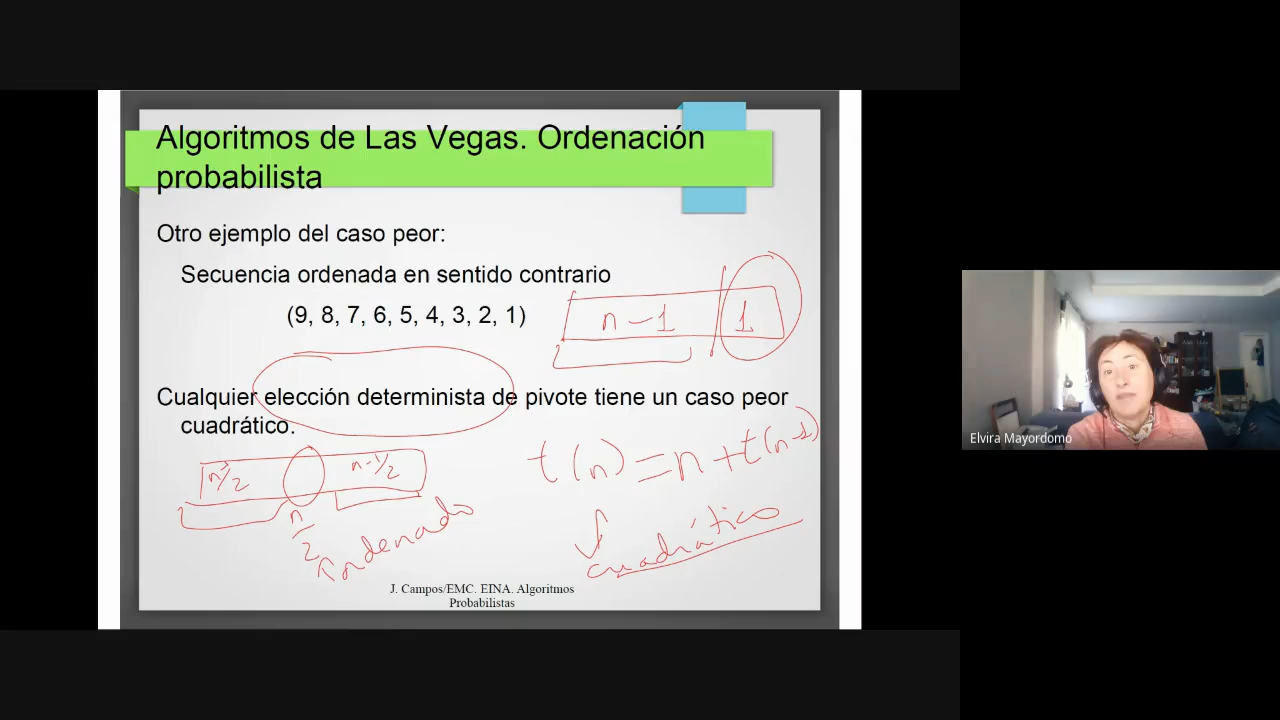 Algoritmos de Las Vegas. Ordenación
probabilista
Otro ejemplo del caso peor:
Secuencia ordenada en sentido contrario
(9, 8, 7, 6, 5, 4, 3, 2, 1)
n-1 1
Cualquier elección determinista de pivote tiene un caso peor
cuadrático.
n/2 n-1/2
t(n)=n+t(n-1)
n/2
ordenado
cuadrático
J. Campos/EMC. EINA. Algoritmos
Probabilistas
Elvira Mayordomo